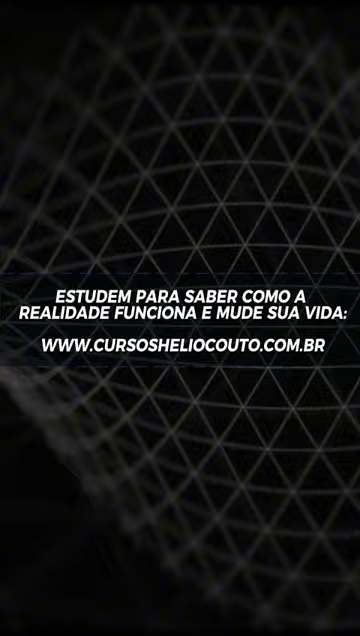 ESTUDEM PARA SABER COMO A
REALIDADE FUNCIONA E MUDE SUA VIDA:
WWW.CURSOSHELIOCOUTO.COM.BR